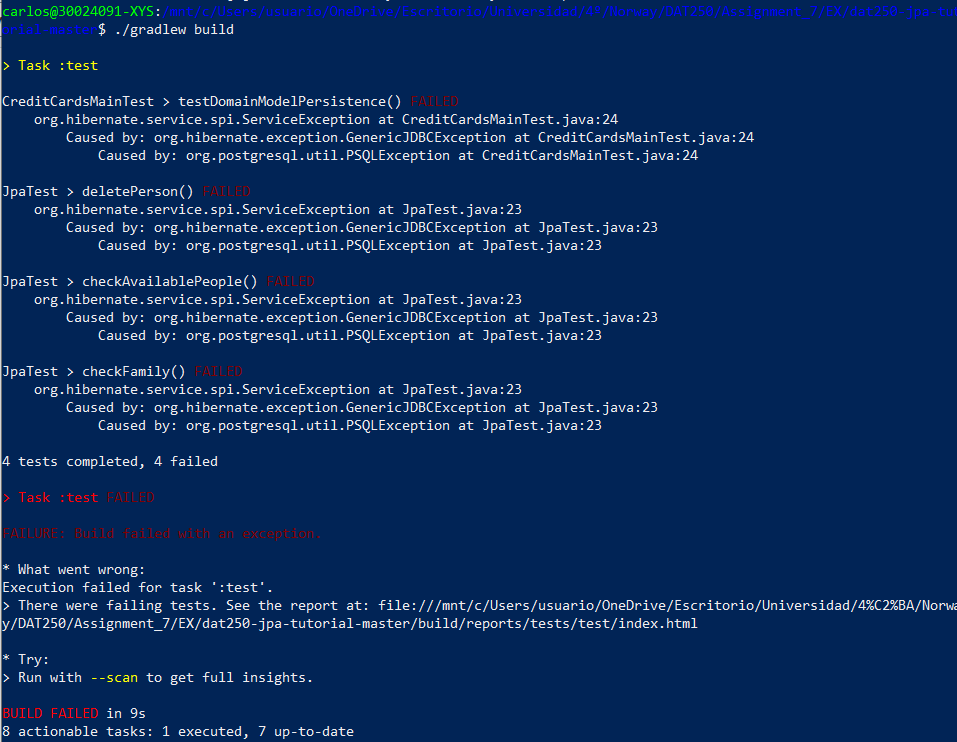 carlos@30024091-XYS:/mnt/c/Users/usuario/OneDrive/Escritorio/Universidad/4º/Norway/DAT250/Assignment_7/EX/dat250-jpa-tu
torial-master$ ./gradlew build
> Task :test
CreditCardsMainTest > testDomainModelPersistence() FAILED
org.hibernate.service.spi.ServiceException at CreditCardsMainTest.java:24
Caused by: org.hibernate.exception.GenericJDBCException at CreditCardsMainTest.java:24
Caused by: org.postgresql.util.PSQLException at CreditCardsMainTest.java:24
JpaTest > deletePerson() FAILED
org.hibernate.service.spi.ServiceException at JpaTest.java:23
Caused by: org.hibernate.exception.GenericJDBCException at JpaTest.java:23
Caused by: org.postgresql.util.PSQLException at JpaTest.java:23
JpaTest > checkAvailablePeople() FAILED
org.hibernate.service.spi.ServiceException at JpaTest.java:23
Caused by: org.hibernate.exception.GenericJDBCException at JpaTest.java:23
Caused by: org.postgresql.util.PSQLException at JpaTest.java:23
JpaTest > checkFamily() FAILED
org.hibernate.service.spi.ServiceException at JpaTest.java:23
Caused by: org.hibernate.exception.GenericJDBCException at JpaTest.java:23
Caused by: org.postgresql.util.PSQLException at JpaTest.java:23
4 tests completed, 4 failed
> Task :test FAILED
FAILURE: Build failed with an exception.
* What went wrong:
Execution failed for task ':test'.
> There were failing tests. See the report at: file:///mnt/c/Users/usuario/OneDrive/Escritorio/Universidad/4%C2%BA/Norwa
y/DAT250/Assignment_7/EX/dat250-jpa-tutorial-master/build/reports/tests/test/index.html
* Try:
> Run with --scan to get full insights.
BUILD FAILED in 9s
8 actionable tasks: 1 executed, 7 up-to-date